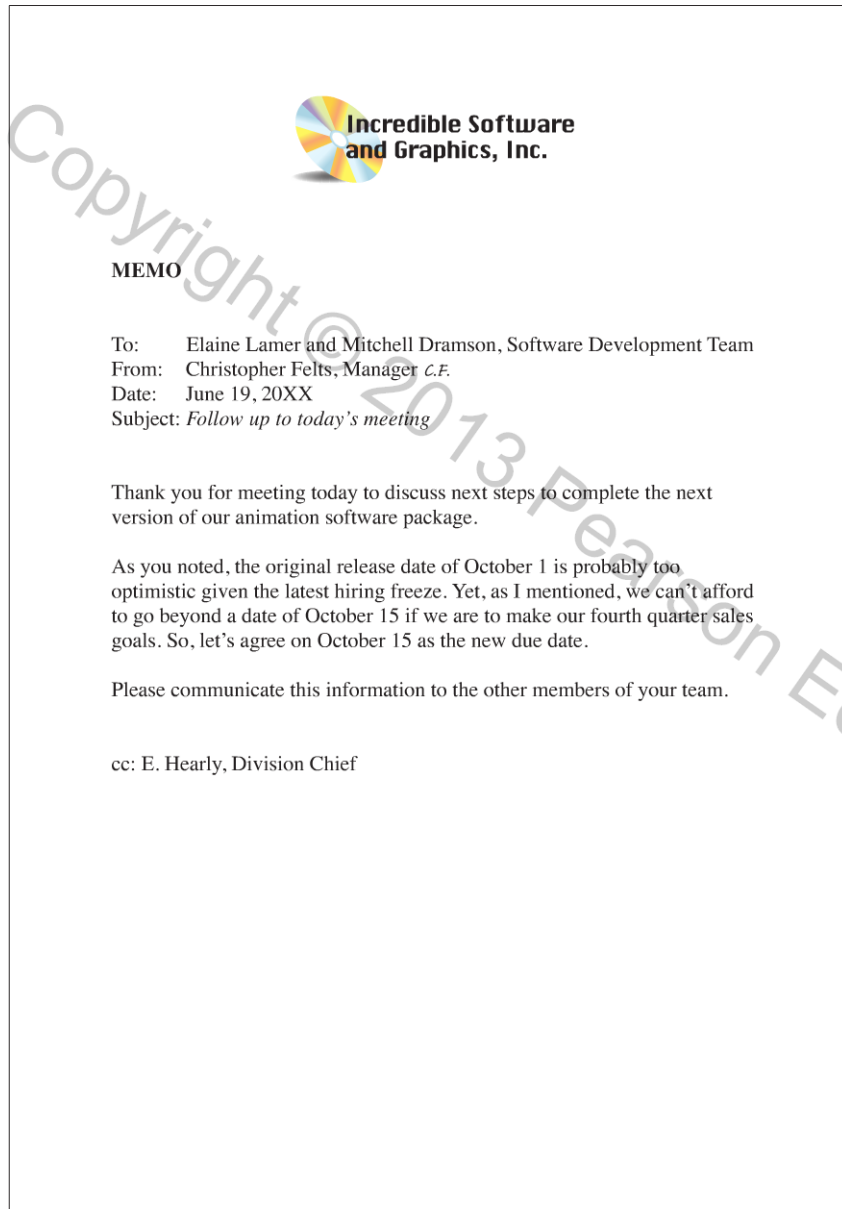 Incredible Software
and Graphics, Inc.
MEMO
To: Elaine Lamer and Mitchell Dramson, Software Development Team
From: Christopher Felts, Manager C.F.
Date: June 19, 20XX
Subject: Follow up to today's meeting
Thank you for meeting today to discuss next steps to complete the next
version of our animation software package.
As you noted, the original release date of October 1 is probably too
optimistic given the latest hiring freeze. Yet, as I mentioned, we can't afford
to go beyond a date of October 15 if we are to make our fourth quarter sales
goals. So, let's agree on October 15 as the new due date.
Please communicate this information to the other members of your team.
cc: E. Hearly, Division Chief
Copyright © 2013 Pearson